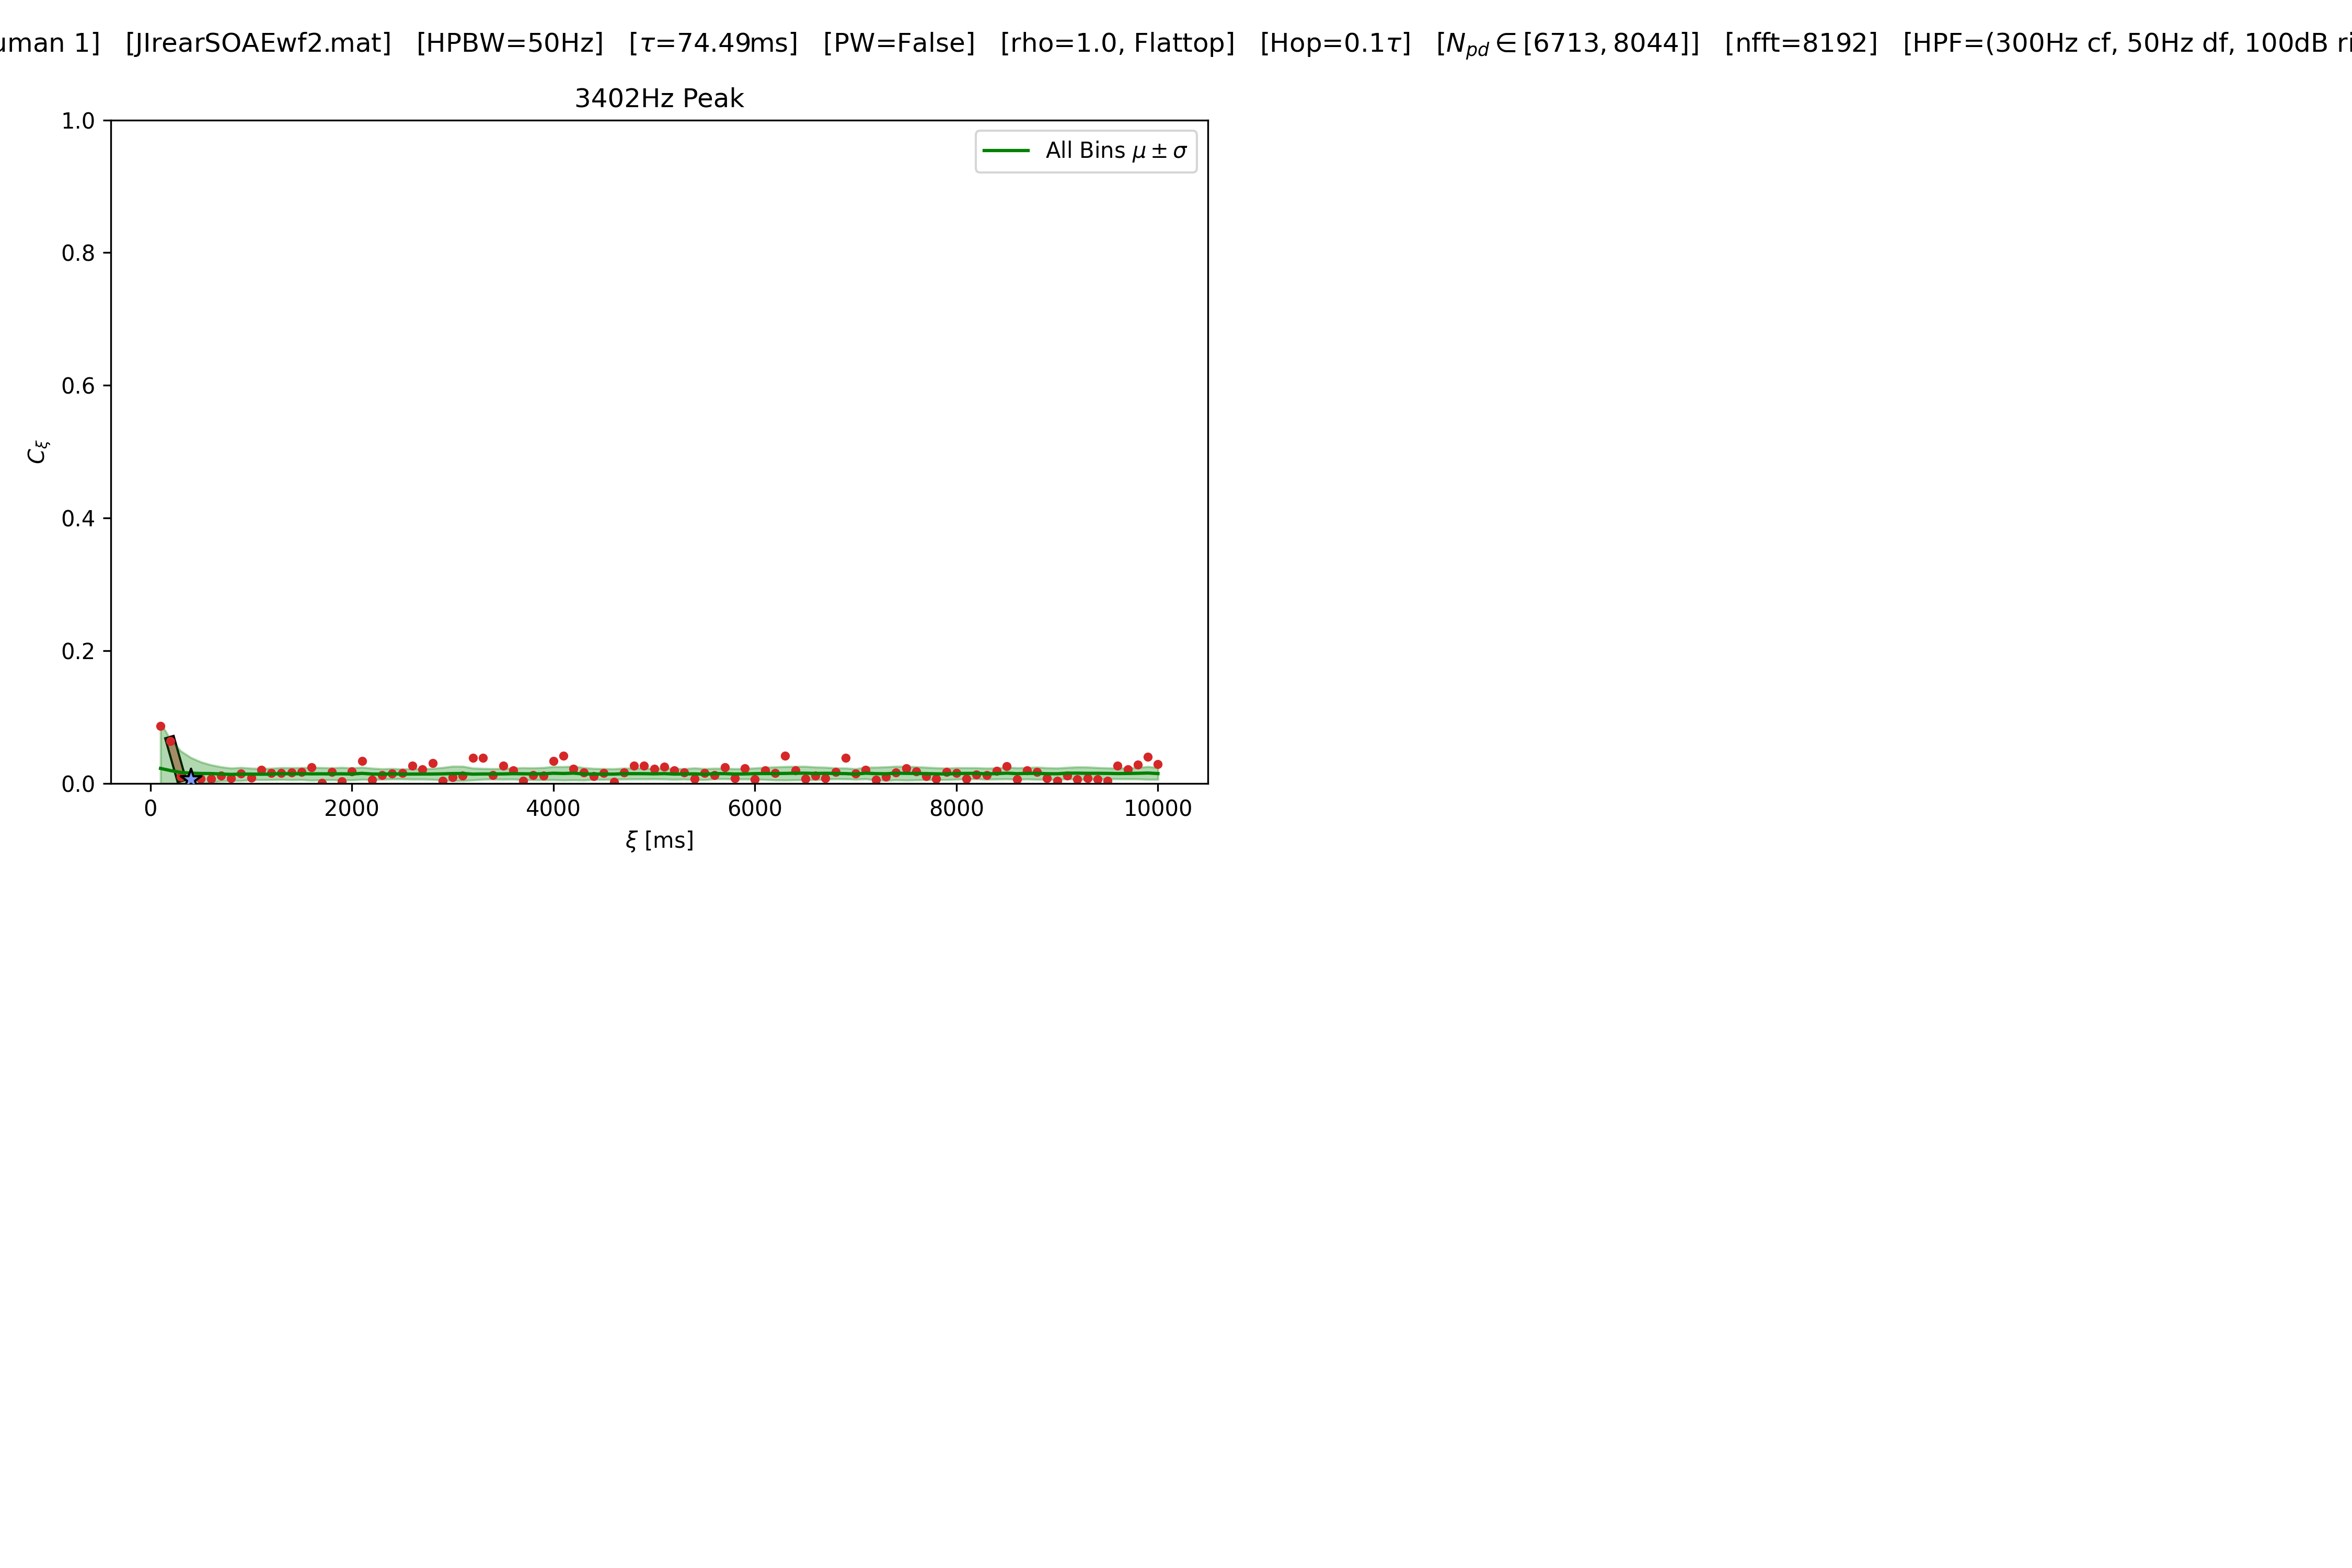 1] [JIrearSOAEwf2.mat] [HPBW=50Hz] [τ=74.49ms] [PW=False] [rho=1.0, Flattop] [Hop=0.1τ] [N_pd ∈ [6713, 8044]] [nfft=8192] [HPF=(300Hz cf, 50Hz df, 100dB
3402Hz Peak
All Bins μ ± σ
1.0
0.8
0.6
0.4
0.2
0.0
C_ξ
0 2000 4000 6000 8000 10000
ξ [ms]